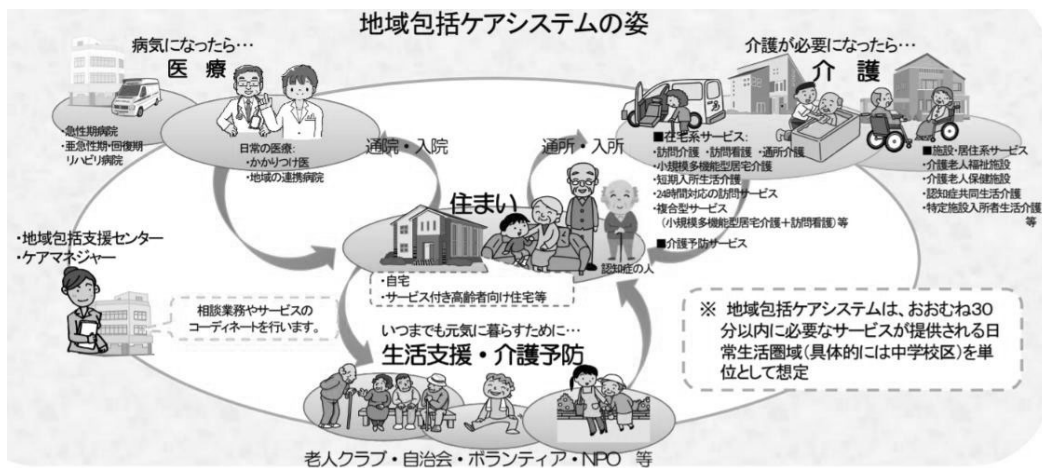 地域包括ケアシステムの姿
病気になったら…
医 療
・急性期病院
・亜急性期・回復期
リハビリ病院
日常の医療：
・かかりつけ医
・地域の連携病院
通院・入院
介護が必要になったら…
介 護
通所・入所
■在宅系サービス：
・訪問介護 ・訪問看護 ・通所介護
・小規模多機能型居宅介護
・短期入所生活介護
・24時間対応の訪問サービス
・複合型サービス
（小規模多機能型居宅介護＋訪問看護）等
■介護予防サービス
■施設・居住系サービス
・介護老人福祉施設
・介護老人保健施設
・認知症共同生活介護
・特定施設入所者生活介護
等
住まい
認知症の人
・自宅
・サービス付き高齢者向け住宅等
・地域包括支援センター
・ケアマネジャー
相談業務やサービスの
コーディネートを行います。
いつまでも元気に暮らすために…
生活支援・介護予防
老人クラブ・自治会・ボランティア・NPO 等
※ 地域包括ケアシステムは、おおむね30
分以内に必要なサービスが提供される日
常生活圏域（具体的には中学校区）を単
位として想定